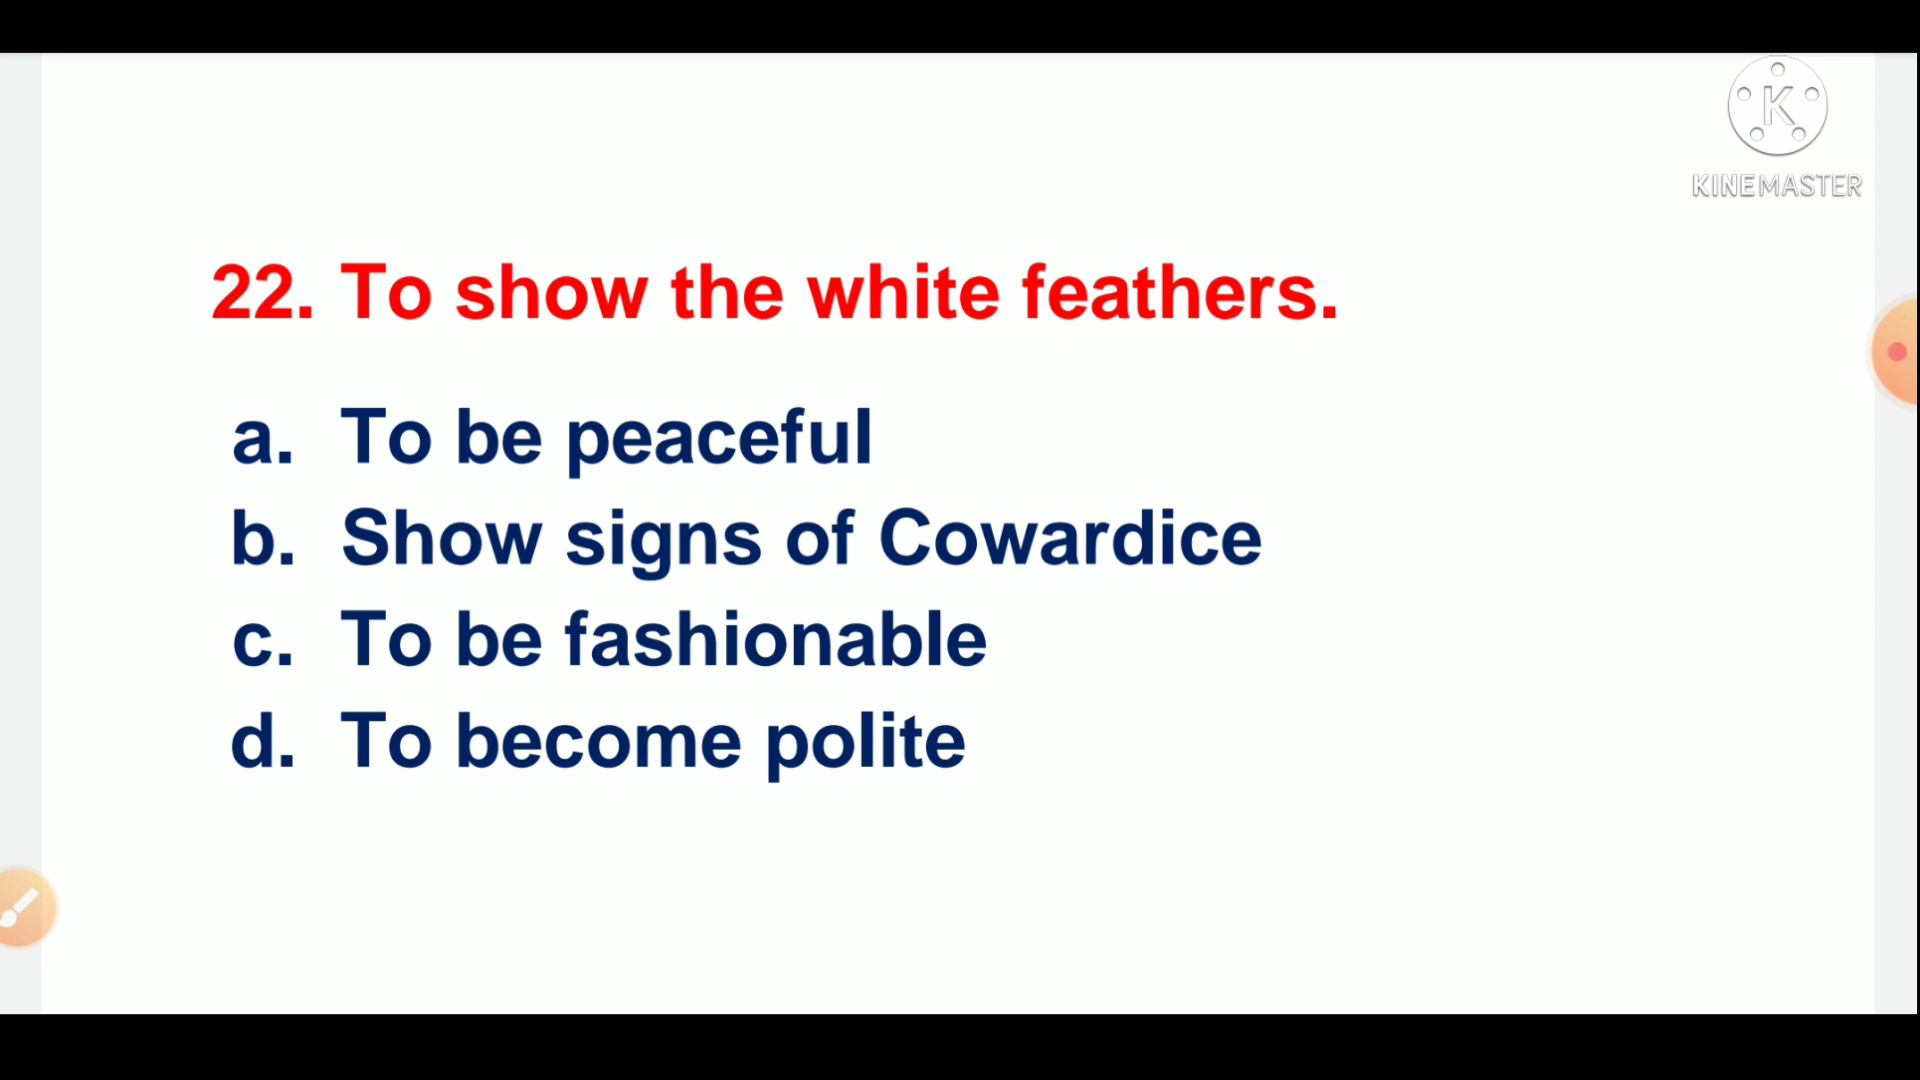 K
KINEMASTER
22. To show the white feathers.
a. To be peaceful
b. Show signs of Cowardice
c. To be fashionable
d. To become polite